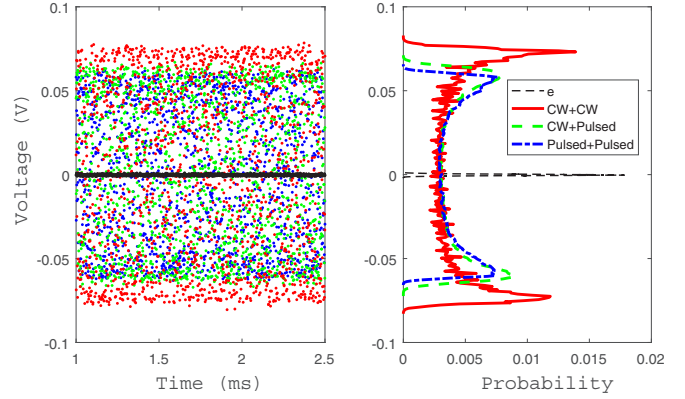 Voltage (V)
0.1
0.05
0
-0.05
-0.1
1
1.5
2
2.5
Time (ms)
0.1
0.05
0
-0.05
-0.1
0
0.005
0.01
0.015
0.02
Probability
e
CW+CW
CW+Pulsed
Pulsed+Pulsed